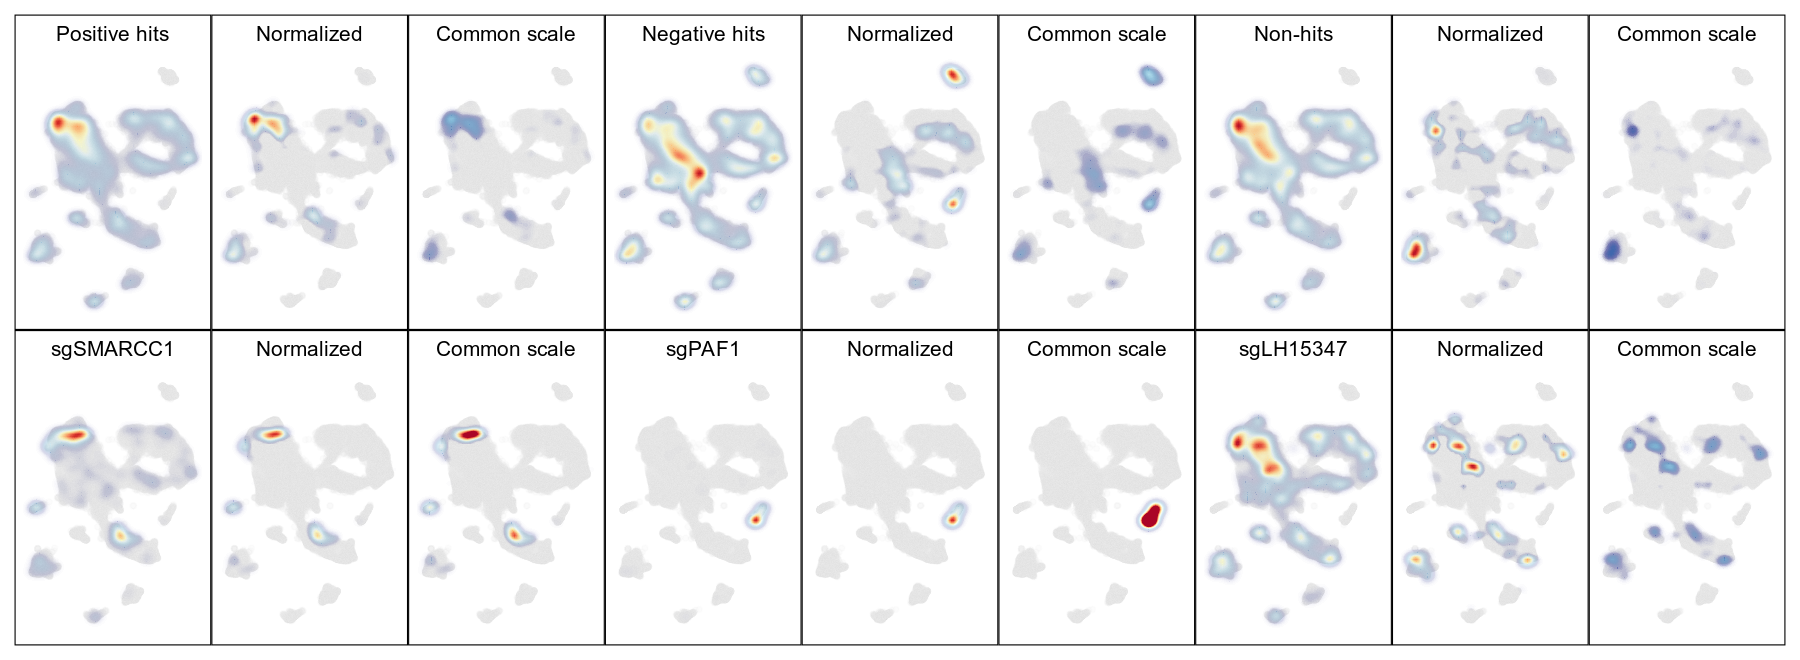 Positive hits
Normalized
Common scale
Negative hits
Normalized
Common scale
Non-hits
Normalized
Common scale
sgSMARCC1
Normalized
Common scale
sgPAF1
Normalized
Common scale
sgLH15347
Normalized
Common scale